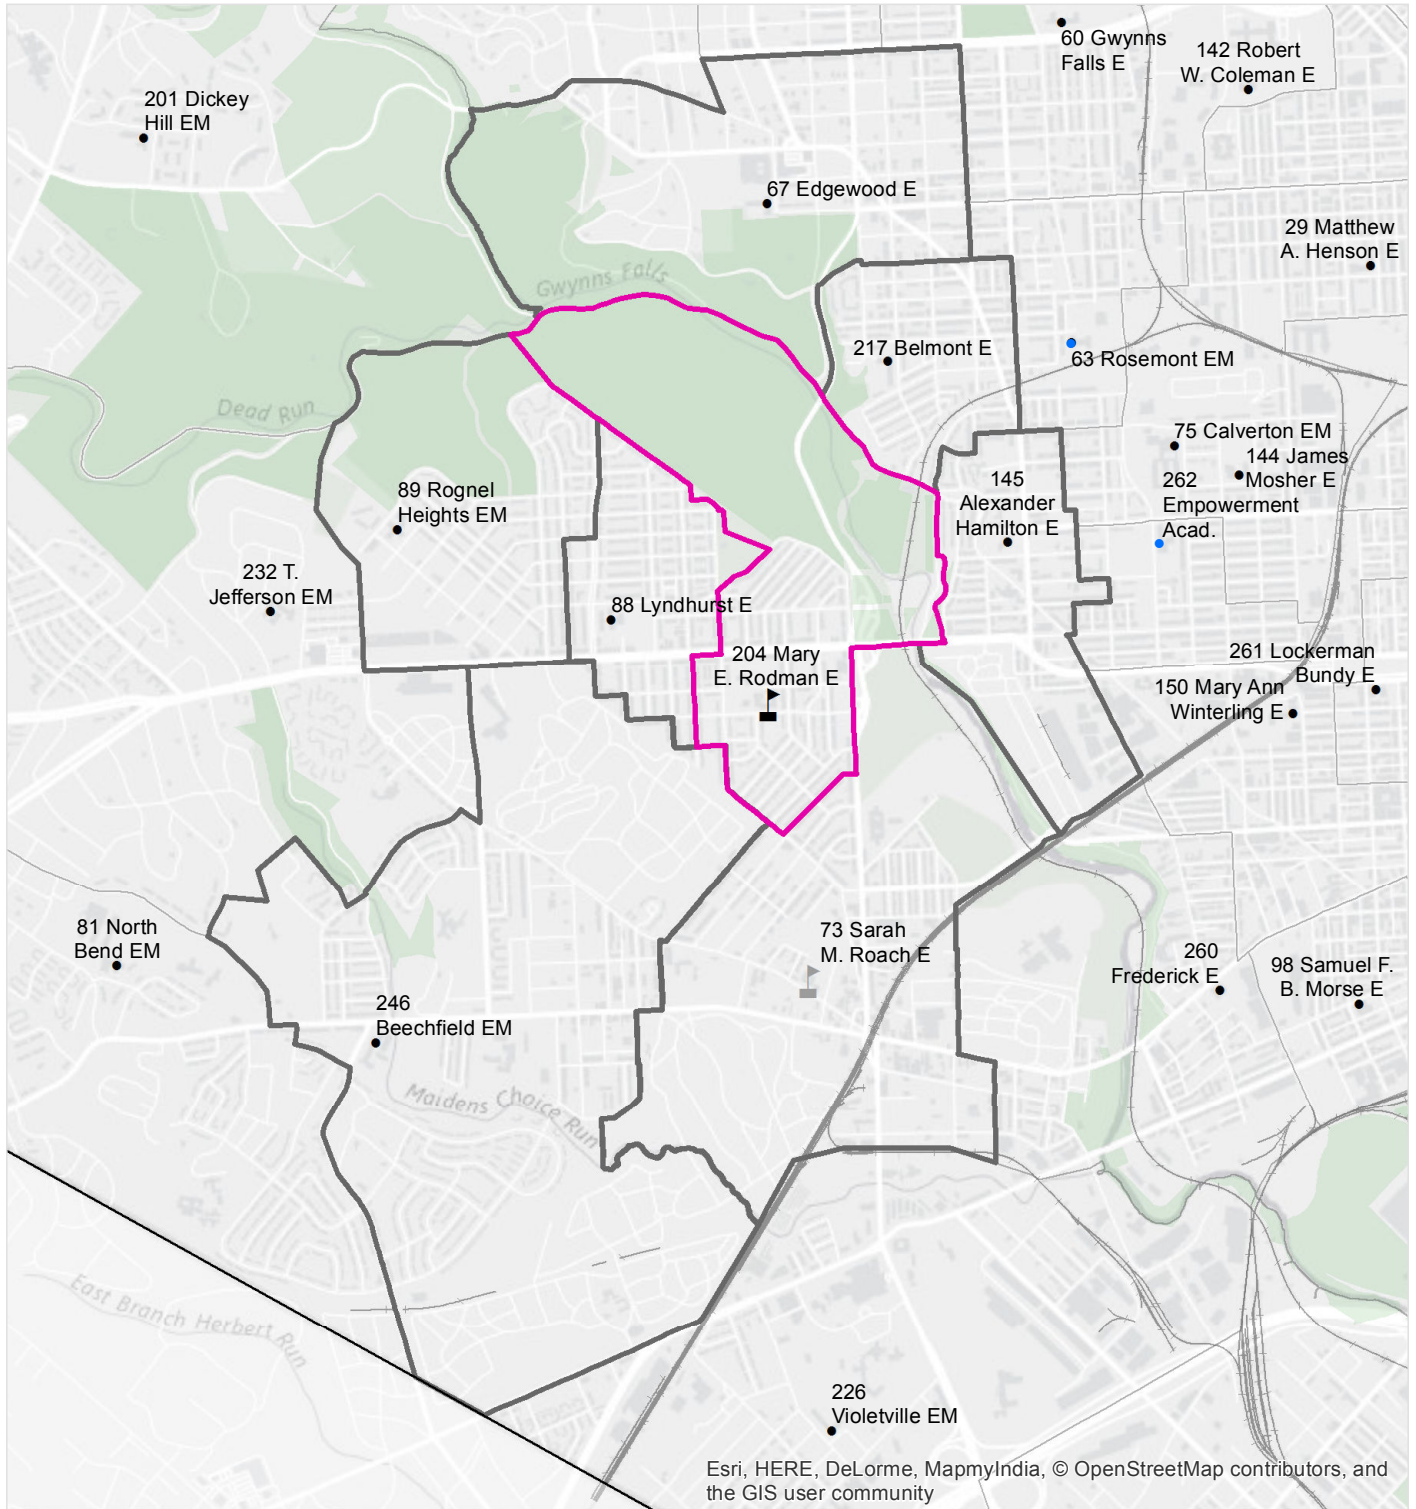 60 Gwynns
Falls E
142 Robert
W. Coleman E
201 Dickey
Hill EM
67 Edgewood E
29 Matthew
A. Henson E
Gwynns Falls
217 Belmont E
63 Rosemont EM
Dead Run
75 Calverton EM
144 James
Mosher E
145
Alexander
Hamilton E
262
Empowerment
Acad.
89 Rognel
Heights EM
232 T.
Jefferson EM
88 Lyndhurst E
204 Mary
E. Rodman E
261 Lockerman
Bundy E
150 Mary Ann
Winterling E
81 North
Bend EM
73 Sarah
M. Roach E
260
Frederick E
98 Samuel F.
B. Morse E
246
Beechfield EM
Maidens Choice Run
East Branch Herbert Run
226
Violetville EM
Esri, HERE, DeLorme, MapmyIndia, © OpenStreetMap contributors, and
the GIS user community